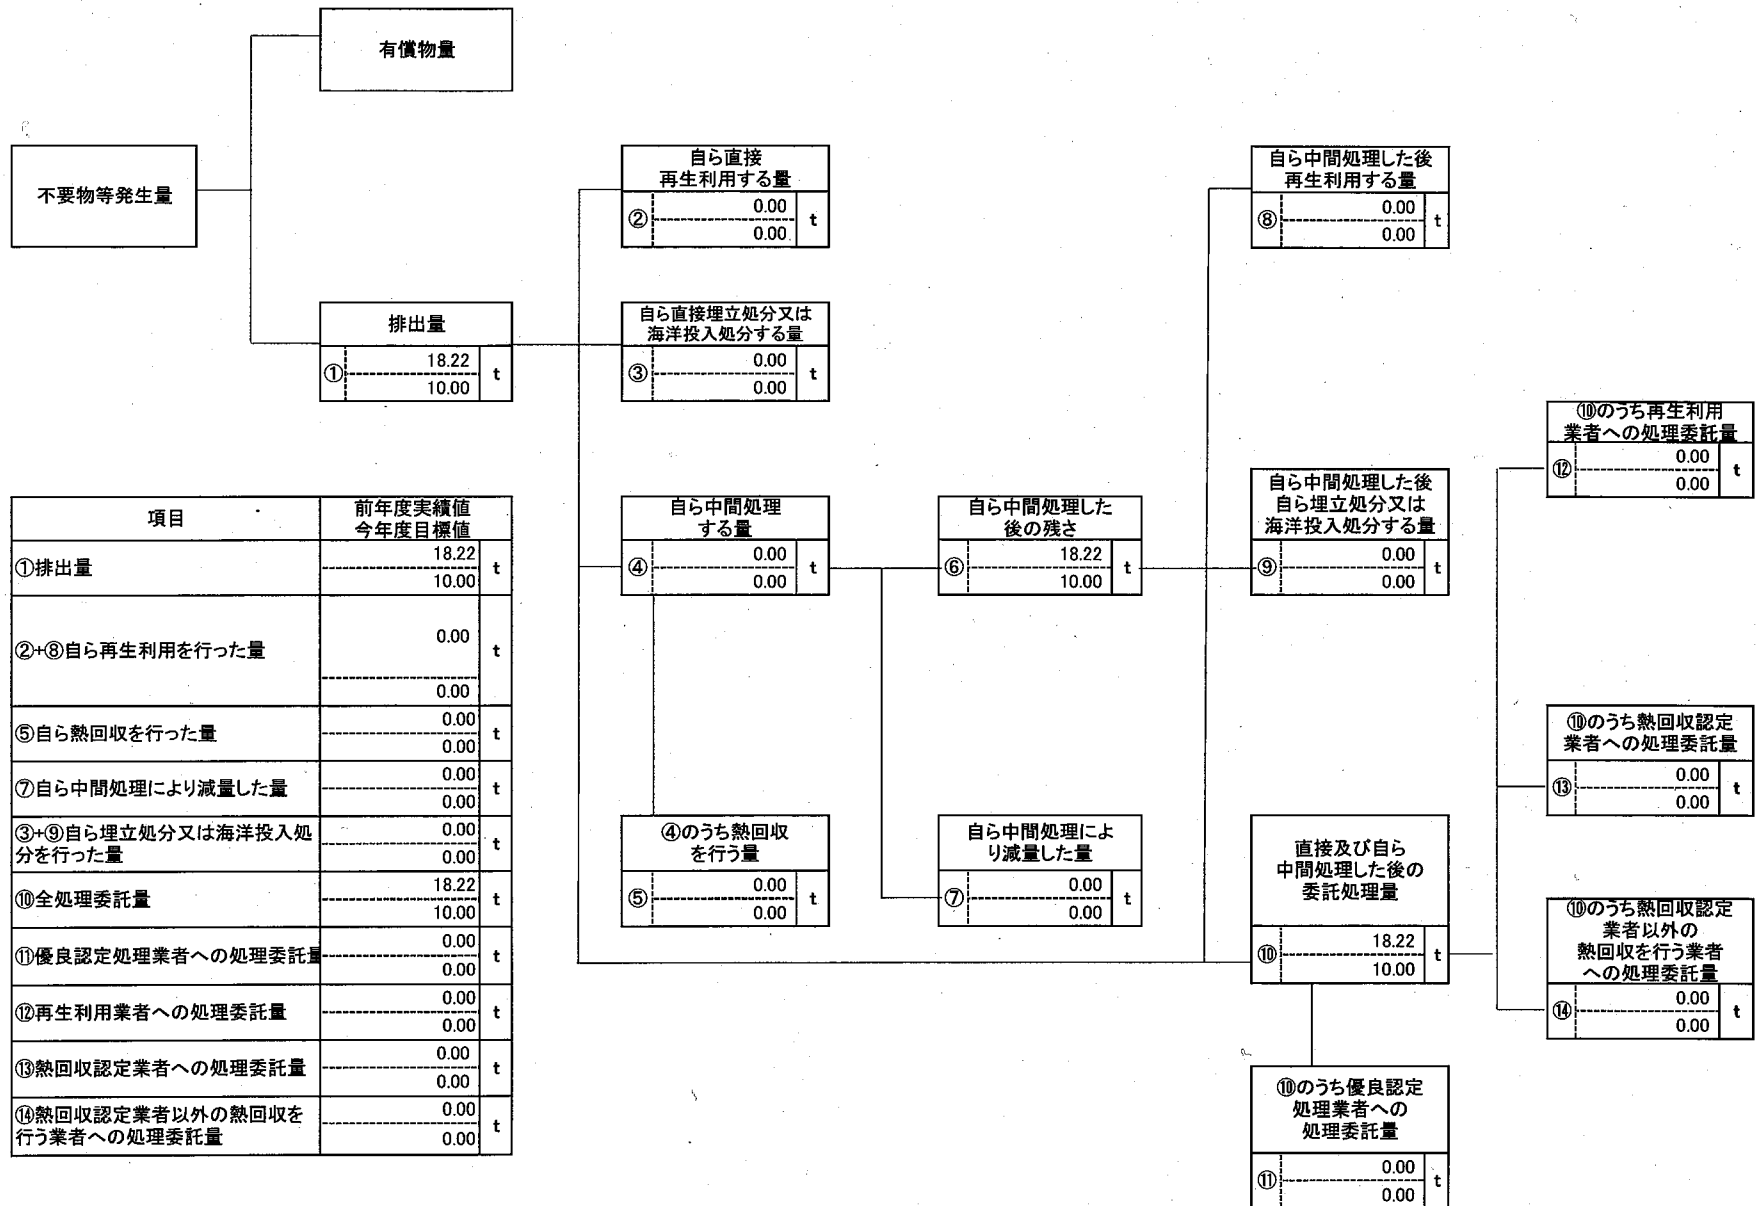 有償物量
不要物等発生量
排出量
①
18.22
10.00
t
自ら直接
再生利用する量
②
0.00
0.00
t
自ら直接埋立処分又は
海洋投入処分する量
③
0.00
0.00
t
自ら中間処理
する量
④
0.00
0.00
t
④のうち熱回収
を行う量
⑤
0.00
0.00
t
自ら中間処理した
後の残さ
⑥
18.22
10.00
t
自ら中間処理によ
り減量した量
⑦
0.00
0.00
t
自ら中間処理した後
再生利用する量
⑧
0.00
0.00
t
自ら中間処理した後
自ら埋立処分又は
海洋投入処分する量
⑨
0.00
0.00
t
直接及び自ら
中間処理した後の
委託処理量
⑩
18.22
10.00
t
⑩のうち優良認定
処理業者への
処理委託量
⑪
0.00
0.00
t
⑩のうち再生利用
業者への処理委託量
⑫
0.00
0.00
t
⑩のうち熱回収認定
業者への処理委託量
⑬
0.00
0.00
t
⑩のうち熱回収認定
業者以外の
熱回収を行う業者
への処理委託量
⑭
0.00
0.00
t
項目
前年度実績値
今年度目標値
①排出量
18.22
10.00
t
②+⑧自ら再生利用を行った量
0.00
0.00
t
⑤自ら熱回収を行った量
0.00
0.00
t
⑦自ら中間処理により減量した量
0.00
0.00
t
③+⑨自ら埋立処分又は海洋投入処
分を行った量
0.00
0.00
t
⑩全処理委託量
18.22
10.00
t
⑪優良認定処理業者への処理委託量
0.00
0.00
t
⑫再生利用業者への処理委託量
0.00
0.00
t
⑬熱回収認定業者への処理委託量
0.00
0.00
t
⑭熱回収認定業者以外の熱回収を
行う業者への処理委託量
0.00
0.00
t